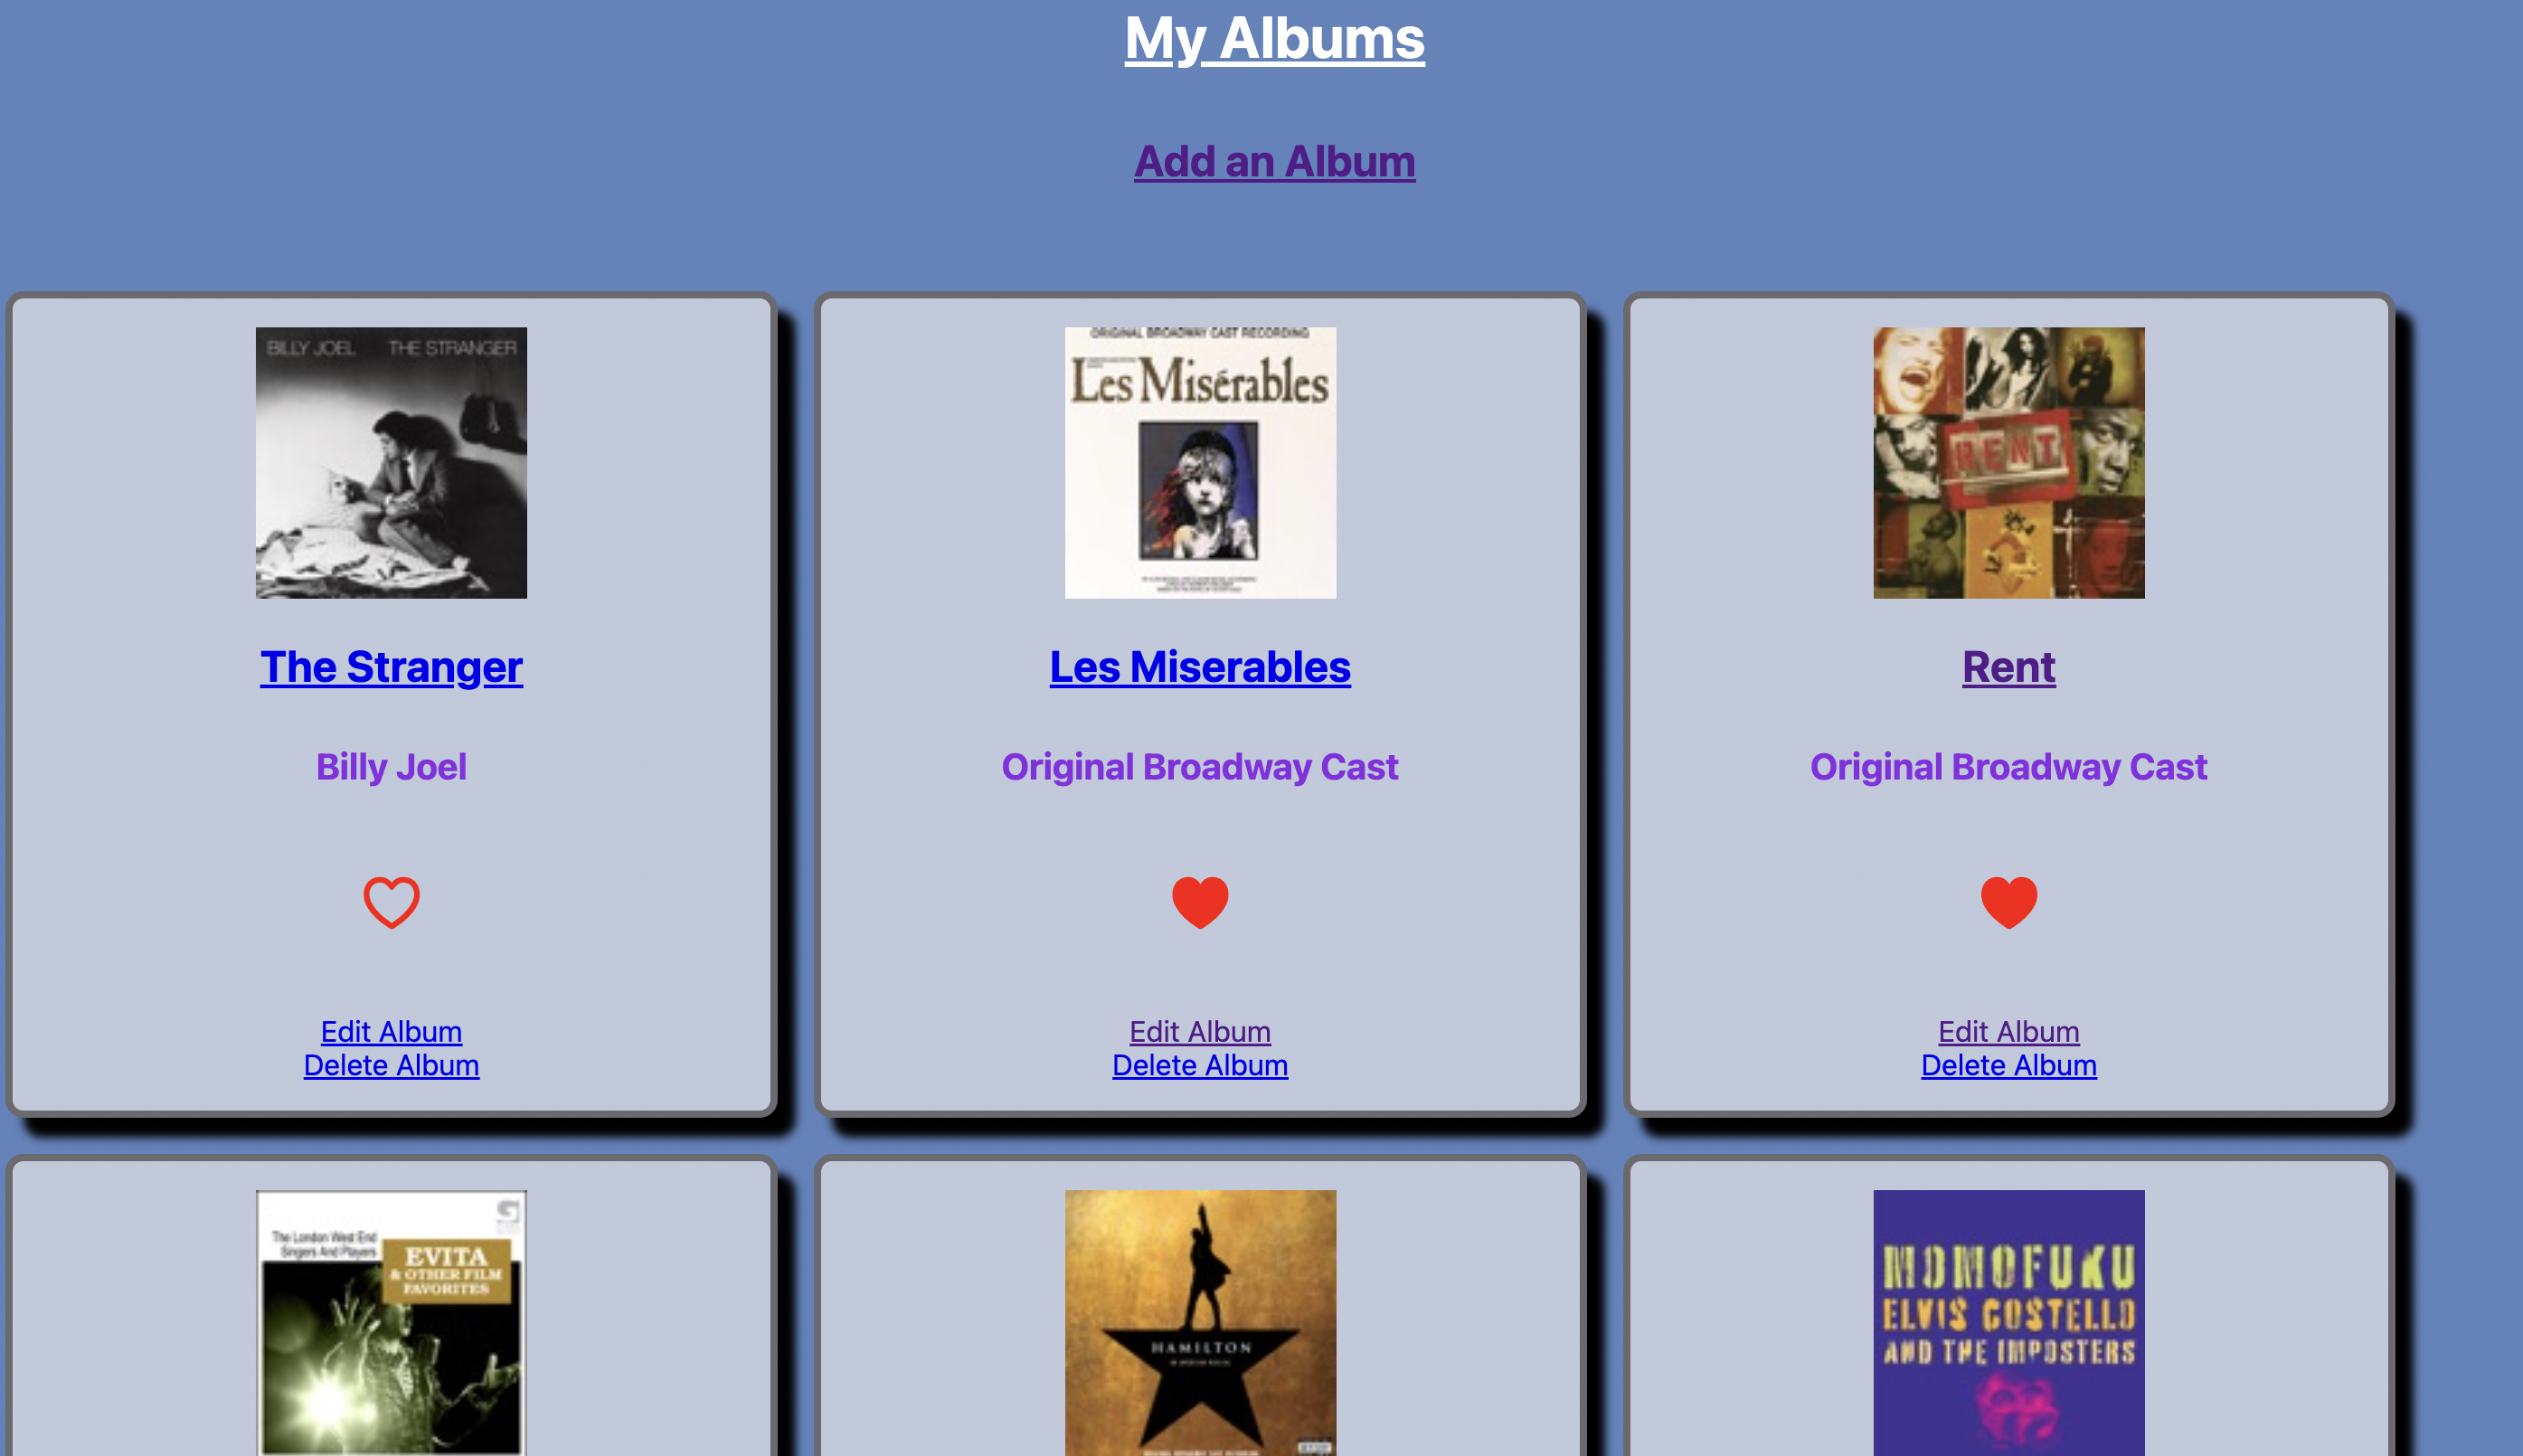 My Albums
Add an Album
BILLY JOEL THE STRANGER
ORIGINAL BROADWAY CAST RECORDING
Les Misérables
RENT
The Stranger
Les Miserables
Rent
Billy Joel
Original Broadway Cast
Original Broadway Cast
Edit Album
Delete Album
Edit Album
Delete Album
Edit Album
Delete Album
The London West End
Singers And Players
EVITA
& OTHER FILM
FAVORITES
HAMILTON
MOMOFUKU
ELVIS COSTELLO
AND THE IMPOSTERS